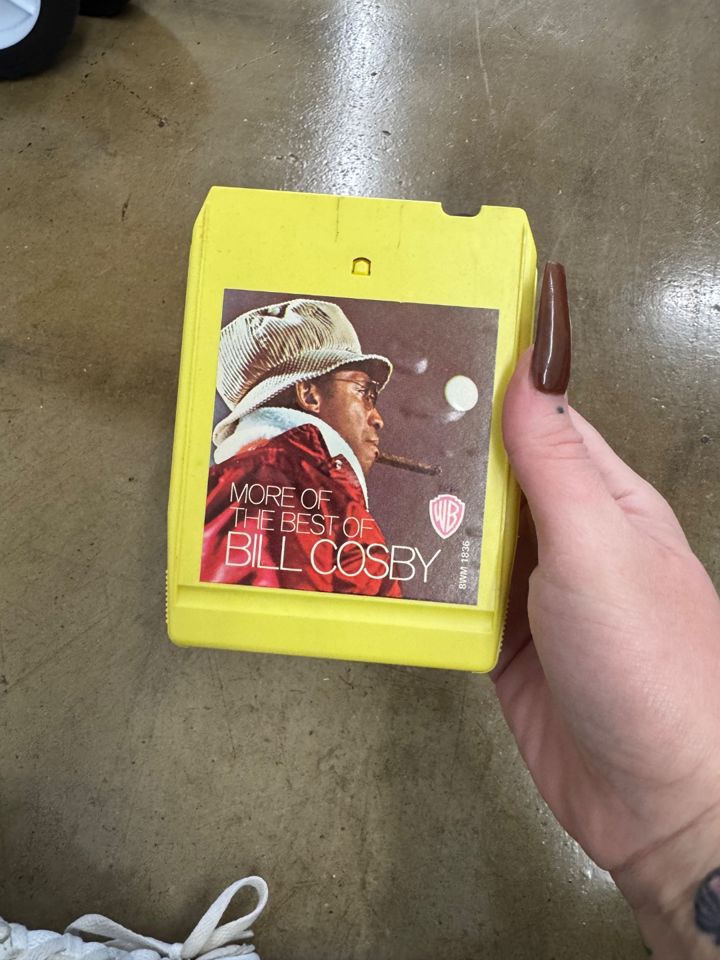 MORE OF
THE BEST OF
BILL COSBY
WB
8WM 1836